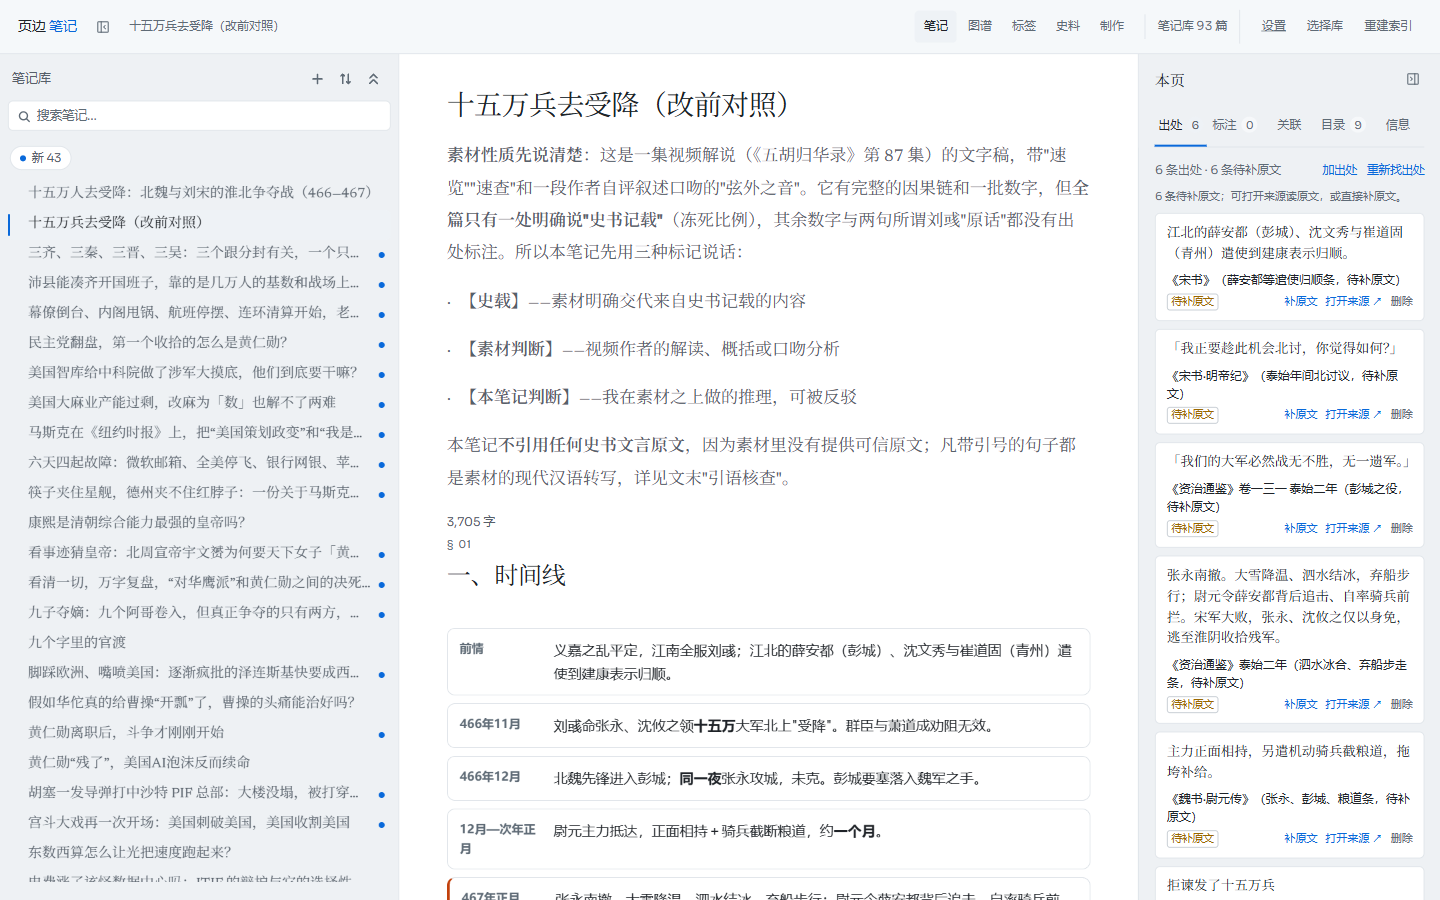 页边 笔记
十五万兵去受降（改前对照）
笔记
图谱
标签
史料
制作
笔记库 93 篇
设置
选择库
重建索引
笔记库
搜索笔记...
新 43
十五万人去受降：北魏与刘宋的淮北争夺战（466–467）
十五万兵去受降（改前对照）
三齐、三秦、三晋、三吴：三个跟分封有关，一个只...
沛县能凑齐开国班子，靠的是几万人的基数和战场上...
幕僚倒台、内阁甩锅、航班停摆、连环清算开始，老...
民主党翻盘，第一个收拾的怎么是黄仁勋？
美国智库给中科院做了涉军大摸底，他们到底要干嘛？
美国大麻业产能过剩，改麻为「数」也解不了两难
马斯克在《纽约时报》上，把“美国策划政变”和“我是...
六天四起故障：微软邮箱、全美停飞、银行网银、苹...
筷子夹住星舰，德州夹不住红脖子：一份关于马斯克...
康熙是清朝综合能力最强的皇帝吗？
看事迹猜皇帝：北周宣帝宇文赟为何要天下女子「黄...
看清一切，万字复盘，“对华鹰派”和黄仁勋之间的决死...
九子夺嫡：九个阿哥卷入，但真正争夺的只有两方，...
九个字里的官渡
脚踩欧洲、嘴喷美国：逐渐疯批的泽连斯基快要成西...
假如华佗真的给曹操“开瓢”了，曹操的头痛能治好吗？
黄仁勋离职后，斗争才刚刚开始
黄仁勋“残了”，美国AI泡沫反而续命
胡塞一发导弹打中沙特 PIF 总部：大楼没塌，被打穿...
宫斗大戏再一次开场：美国刺破美国，美国收割美国
东数西算怎么让光把速度跑起来？
十五万兵去受降（改前对照）
素材性质先说清楚：这是一集视频解说（《五胡归华录》第 87 集）的文字稿，带"速
览""速查"和一段作者自评叙述口吻的"弦外之音"。它有完整的因果链和一批数字，但全
篇只有一处明确说"史书记载"（冻死比例），其余数字与两句所谓刘彧"原话"都没有出
处标注。所以本笔记先用三种标记说话：
· 【史载】——素材明确交代来自史书记载的内容
· 【素材判断】——视频作者的解读、概括或口吻分析
· 【本笔记判断】——我在素材之上做的推理，可被反驳
本笔记不引用任何史书文言原文，因为素材里没有提供可信原文；凡带引号的句子都
是素材的现代汉语转写，详见文末"引语核查"。
3,705 字
§ 01
一、时间线
前情
义嘉之乱平定，江南全服刘彧；江北的薛安都（彭城）、沈文秀与崔道固（青州）遣
使到建康表示归顺。
466年11月
刘彧命张永、沈攸之领十五万大军北上"受降"。群臣与萧道成劝阻无效。
466年12月
北魏先锋进入彭城；同一夜张永攻城，未克。彭城要塞落入魏军之手。
12月—次年正
月
尉元主力抵达，正面相持 + 骑兵截断粮道，约一个月。
467年正月
张永南撤。大雪降温，泗水结冰，弃船步行；尉元令薛安都背后追击、自率骑兵前
本页
出处 6
标注 0
关联
目录 9
信息
6 条出处 · 6 条待补原文
加出处 重新找出处
6 条待补原文；可打开来源读原文，或直接补原文。
江北的薛安都（彭城）、沈文秀与崔道固
（青州）遣使到建康表示归顺。
《宋书》（薛安都等遣使归顺条，待补原文）
待补原文
补原文 打开来源 ↗ 删除
「我正要趁此机会北讨，你觉得如何？」
《宋书·明帝纪》（泰始年间北讨议，待补原
文）
待补原文
补原文 打开来源 ↗ 删除
「我们的大军必然战无不胜，无一遗军。」
《资治通鉴》卷一三一 泰始二年（彭城之役，
待补原文）
待补原文
补原文 打开来源 ↗ 删除
张永南撤。大雪降温、泗水结冰，弃船步
行；尉元令薛安都背后追击、自率骑兵前
拦。宋军大败，张永、沈攸之仅以身免，
逃至淮阴收拾残军。
《资治通鉴》泰始二年（泗水冰合、弃船步走
条，待补原文）
待补原文
补原文 打开来源 ↗ 删除
主力正面相持，另遣机动骑兵截粮道，拖
垮补给。
《魏书·尉元传》（张永、彭城、粮道条，待补
原文）
待补原文
补原文 打开来源 ↗ 删除
拒谏发了十五万兵